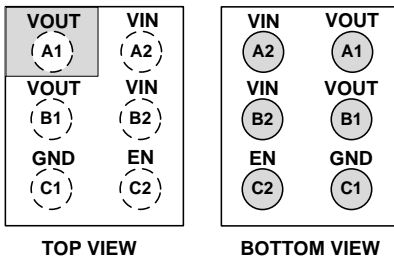 VOUT VIN VIN VOUT
A1 A2 A2 A1
VOUT VIN VIN VOUT
B1 B2 B2 B1
GND EN EN GND
C1 C2 C2 C1
TOP VIEW BOTTOM VIEW